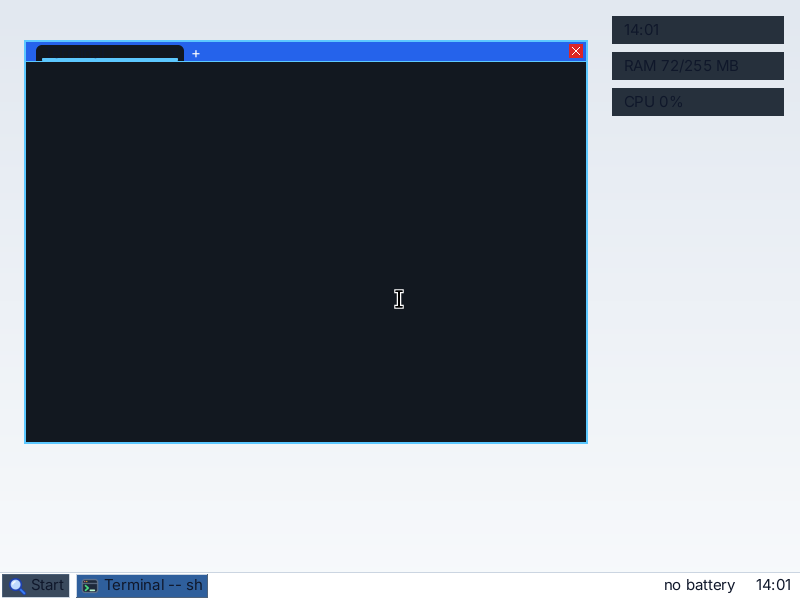 +
14:01
RAM 72/255 MB
CPU 0%
Start
Terminal -- sh
no battery
14:01